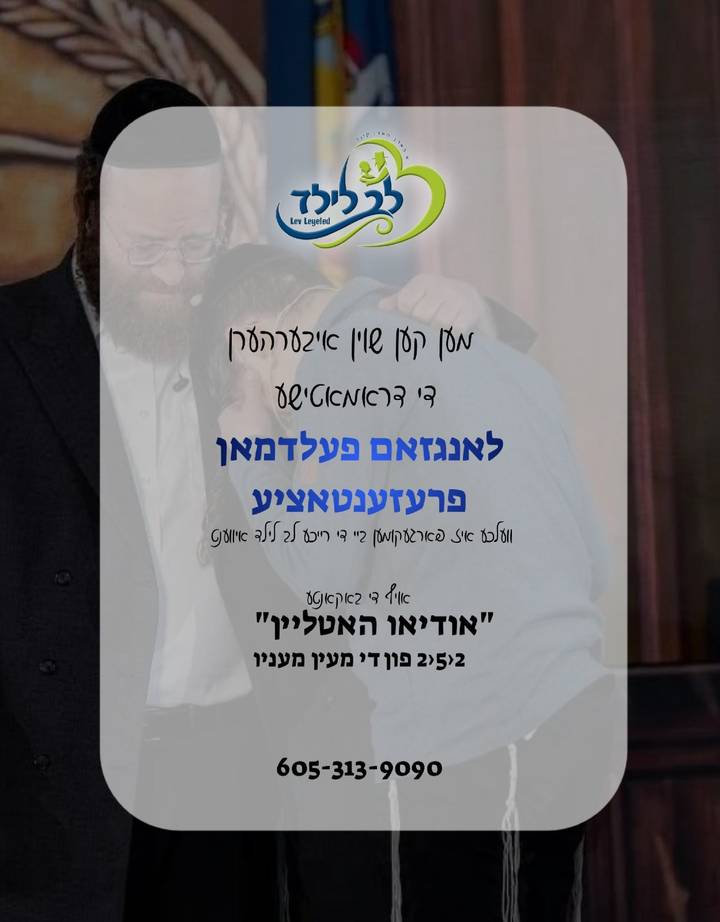 לב לילד
Lev Leyeled
מען קען שוין איבערהערן
די דראמאטישע
לאנגזאם פעלדמאן
פרעזענטאציע
וועלכע איז פארגעקומען ביי די רייכע לב לילד איווענט
אויף די באקאנטע
"אודיאו האטליין"
2›5›2 פון די מעין מעניו
605-313-9090